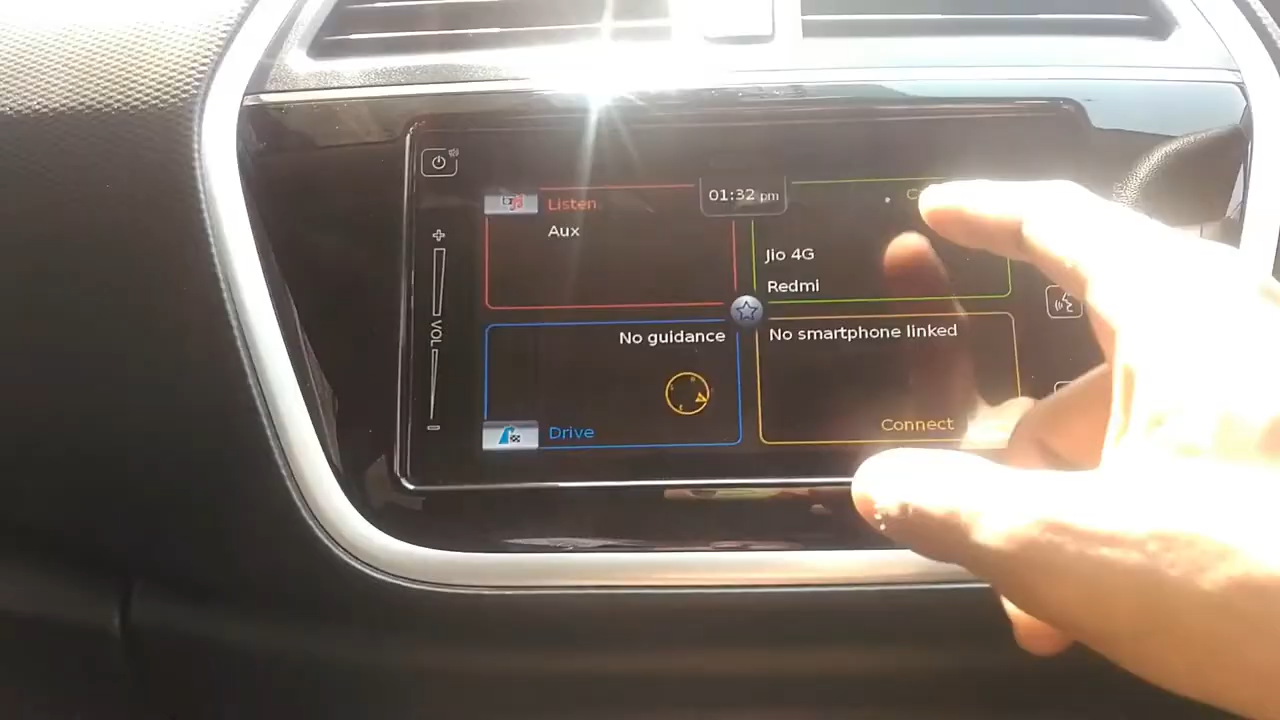 Listen
01:32 pm
Aux
Jio 4G
Redmi
VOL
No guidance
No smartphone linked
Drive
Connect